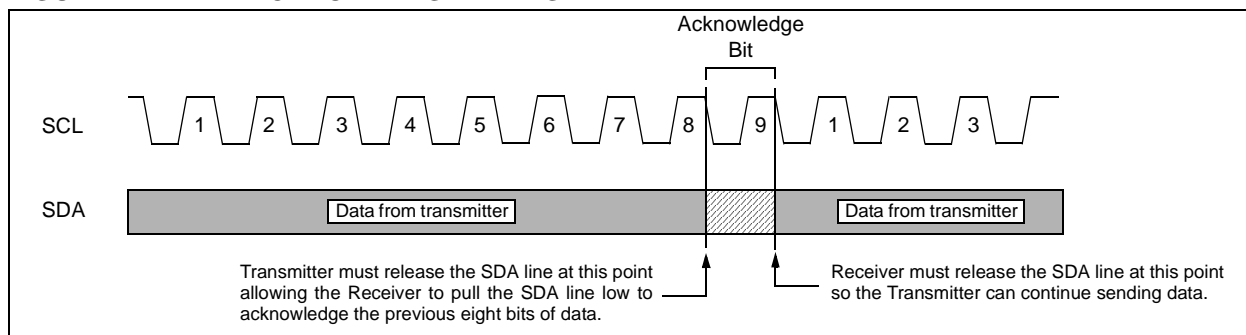 Acknowledge
Bit
SCL
1 2 3 4 5 6 7 8 9 1 2 3
SDA
Data from transmitter Data from transmitter
Transmitter must release the SDA line at this point
allowing the Receiver to pull the SDA line low to
acknowledge the previous eight bits of data.
Receiver must release the SDA line at this point
so the Transmitter can continue sending data.